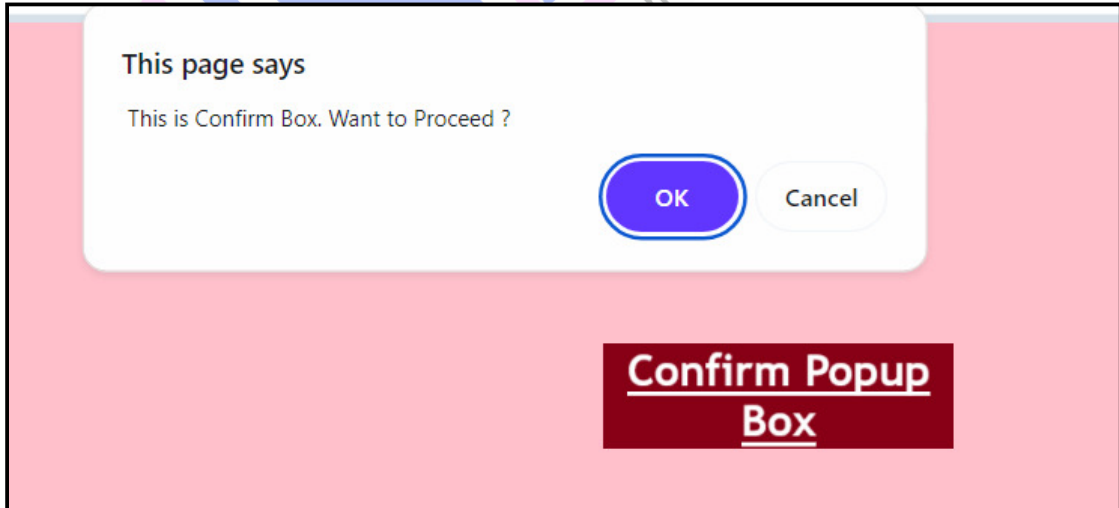 This page says
This is Confirm Box. Want to Proceed ?
OK
Cancel
Confirm Popup
Box